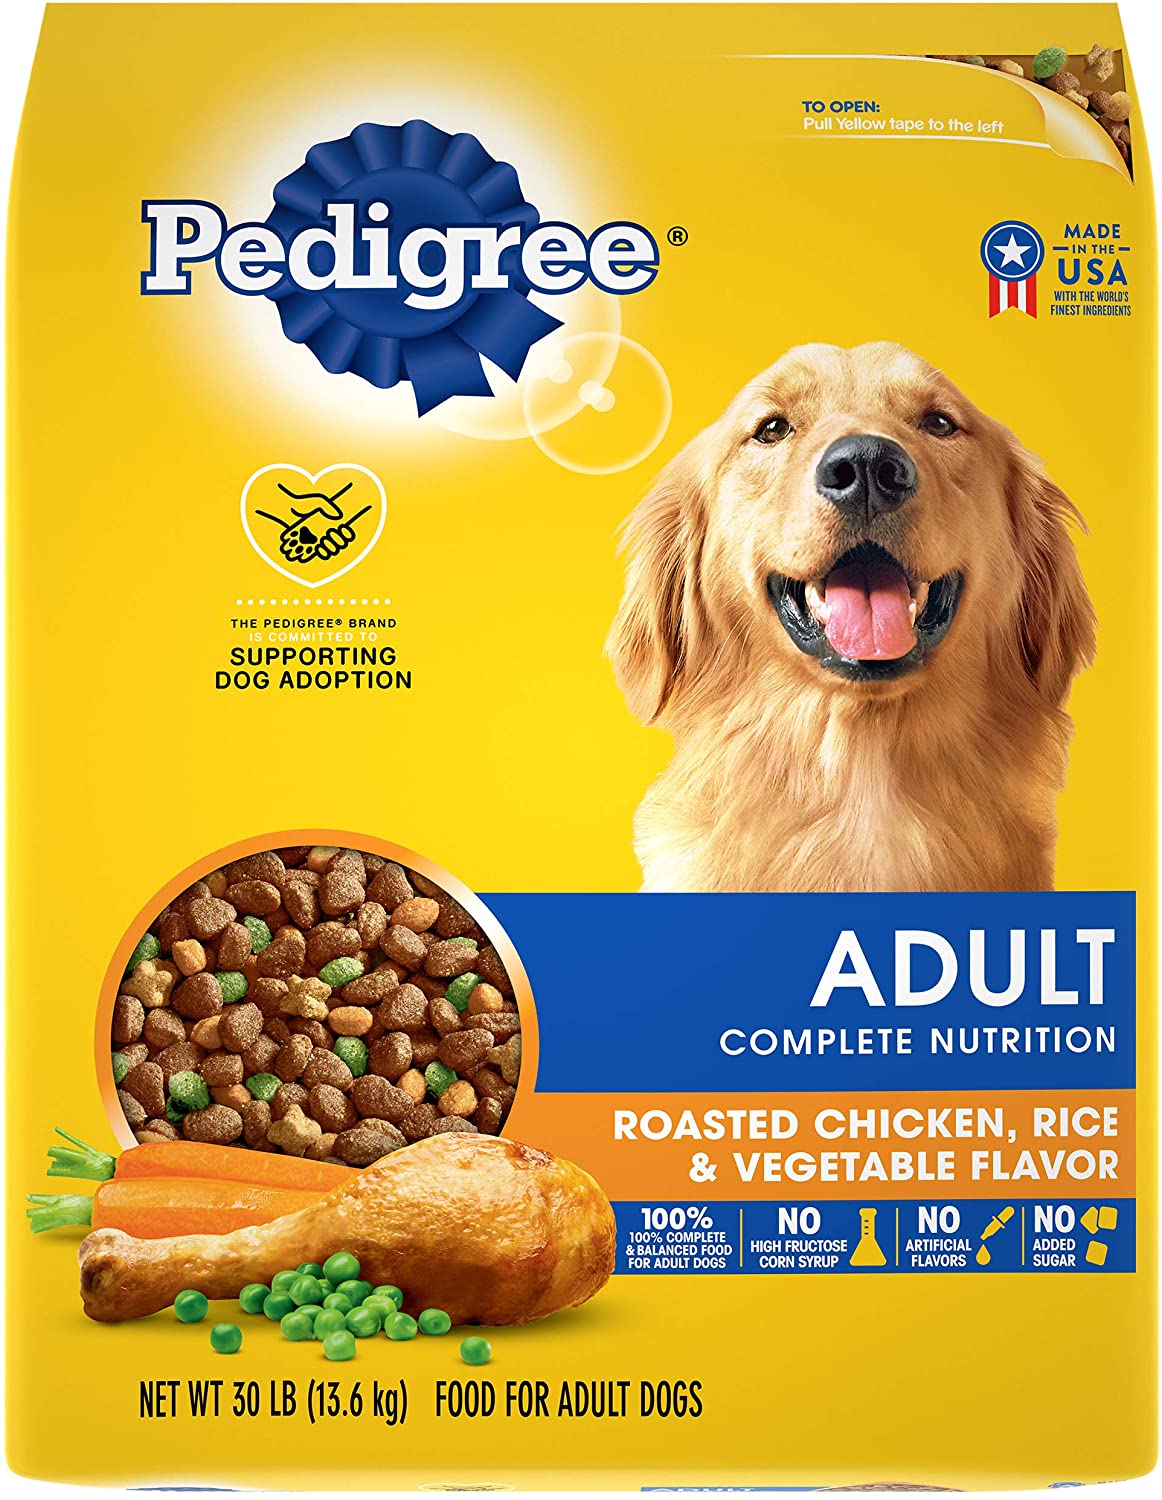 TO OPEN:
Pull Yellow tape to the left
Pedigree®
MADE
IN THE
USA
WITH THE WORLD'S
FINEST INGREDIENTS
THE PEDIGREE® BRAND
IS COMMITTED TO
SUPPORTING
DOG ADOPTION
ADULT
COMPLETE NUTRITION
ROASTED CHICKEN, RICE
& VEGETABLE FLAVOR
100%
100% COMPLETE
& BALANCED FOOD
FOR ADULT DOGS
NO
HIGH FRUCTOSE
CORN SYRUP
NO
ARTIFICIAL
FLAVORS
NO
ADDED
SUGAR
NET WT 30 LB (13.6 kg) FOOD FOR ADULT DOGS